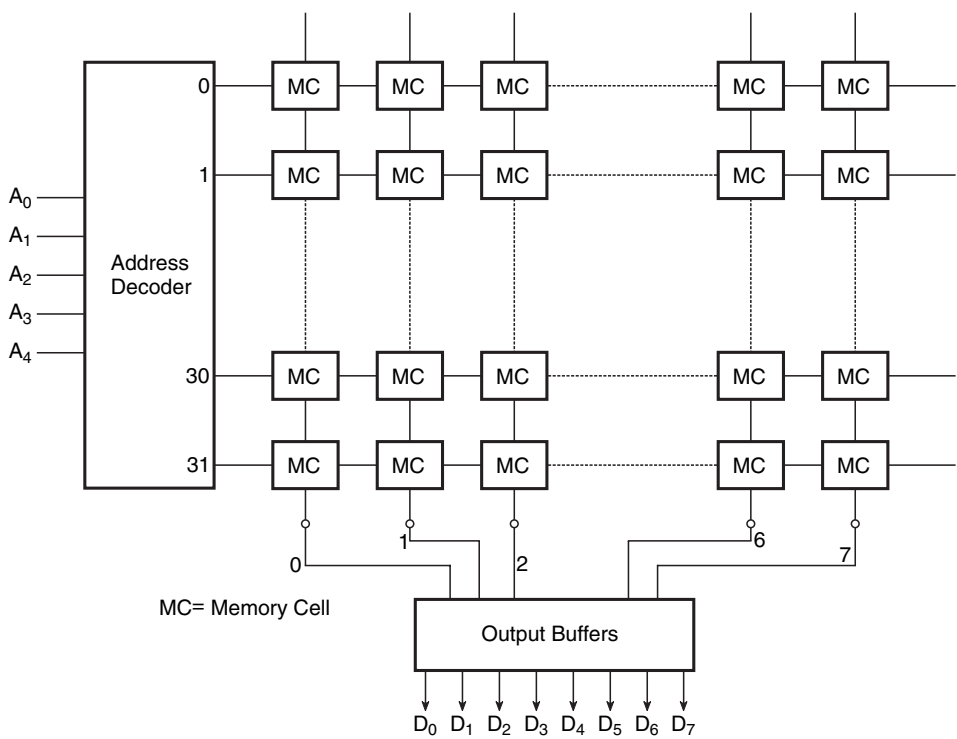 0 MC MC MC MC MC
1 MC MC MC MC MC
A0
A1
A2
A3
A4
Address
Decoder
30 MC MC MC MC MC
31 MC MC MC MC MC
0 1 2 6 7
MC= Memory Cell
Output Buffers
D0 D1 D2 D3 D4 D5 D6 D7